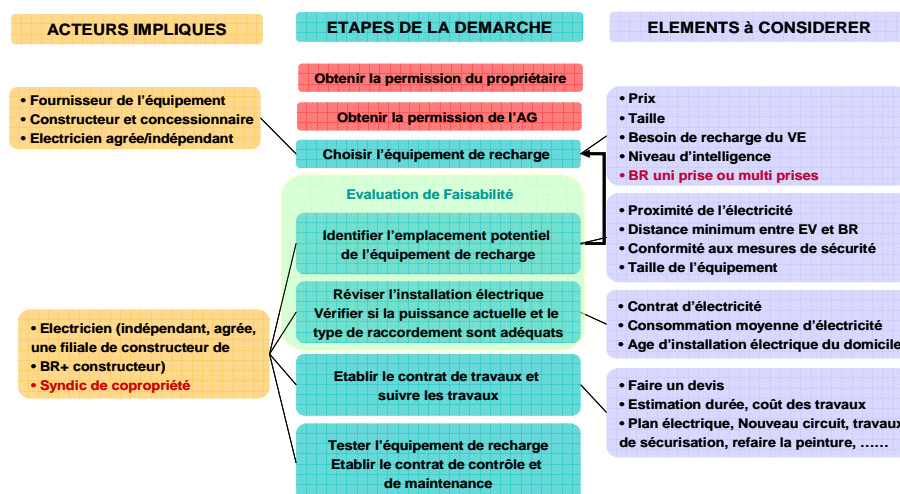 ACTEURS IMPLIQUES
ETAPES DE LA DEMARCHE
ELEMENTS à CONSIDERER
Obtenir la permission du propriétaire
Obtenir la permission de l'AG
• Fournisseur de l'équipement
• Constructeur et concessionnaire
• Electricien agrée/indépendant
Choisir l'équipement de recharge
• Prix
• Taille
• Besoin de recharge du VE
• Niveau d'intelligence
• BR uni prise ou multi prises
Evaluation de Faisabilité
Identifier l'emplacement potentiel
de l'équipement de recharge
• Proximité de l'électricité
• Distance minimum entre EV et BR
• Conformité aux mesures de sécurité
• Taille de l'équipement
Réviser l'installation électrique
Vérifier si la puissance actuelle et le
type de raccordement sont adéquats
• Contrat d'électricité
• Consommation moyenne d'électricité
• Age d'installation électrique du domicile
• Electricien (indépendant, agrée,
une filiale de constructeur de
• BR+ constructeur)
• Syndic de copropriété
Etablir le contrat de travaux et
suivre les travaux
• Faire un devis
• Estimation durée, coût des travaux
• Plan électrique, Nouveau circuit, travaux
de sécurisation, refaire la peinture, ……
Tester l'équipement de recharge
Etablir le contrat de contrôle et
de maintenance